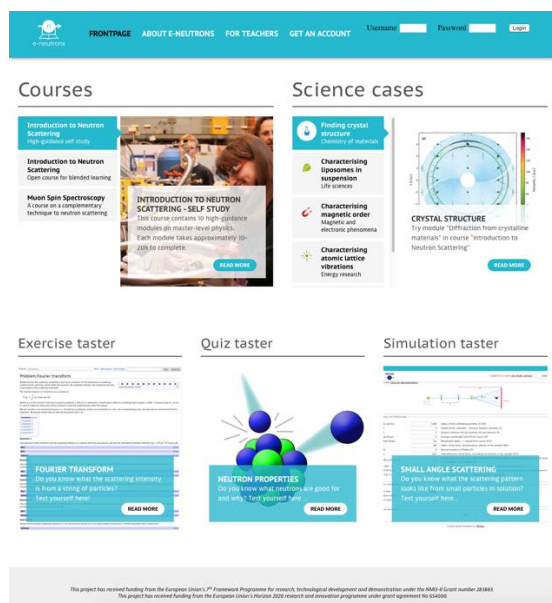 e-neutrons
FRONTPAGE ABOUT E-NEUTRONS FOR TEACHERS GET AN ACCOUNT Username Password Login
Courses
Introduction to Neutron
Scattering
High-guidance self study
Introduction to Neutron
Scattering
Open course for blended learning
Muon Spin Spectroscopy
A course on a complementary
technique to neutron scattering
INTRODUCTION TO NEUTRON
SCATTERING - SELF STUDY
This course contains 10 high-guidance
modules on master-level physics.
Each module takes approximately 10-
20h to complete.
READ MORE
Science cases
Finding crystal
structure
Chemistry of materials
Characterising
liposomes in
suspension
Life sciences
Characterising
magnetic order
Magnetic and
electronic phenomena
Characterising
atomic lattice
vibrations
Energy research
CRYSTAL STRUCTURE
Try module "Diffraction from crystalline
materials" in course "Introduction to
Neutron Scattering"
READ MORE
Exercise taster
Problem:Fourier transform
FOURIER TRANSFORM
Do you know what the scattering intensity
is from a string of particles?
Test yourself here!
READ MORE
Quiz taster
NEUTRON PROPERTIES
Do you know what neutrons are good for
and why? Test yourself here ..
READ MORE
Simulation taster
SMALL ANGLE SCATTERING
Do you know what the scattering pattern
looks like from small particles in solution?
Test yourself here...
READ MORE
This project has received funding from the European Union's 7th Framework Programme for research, technological development and demonstration under the NMI3-II Grant number 283883.
This project has received funding from the European Union's Horizon 2020 research and innovation programme under grant agreement No 654000.